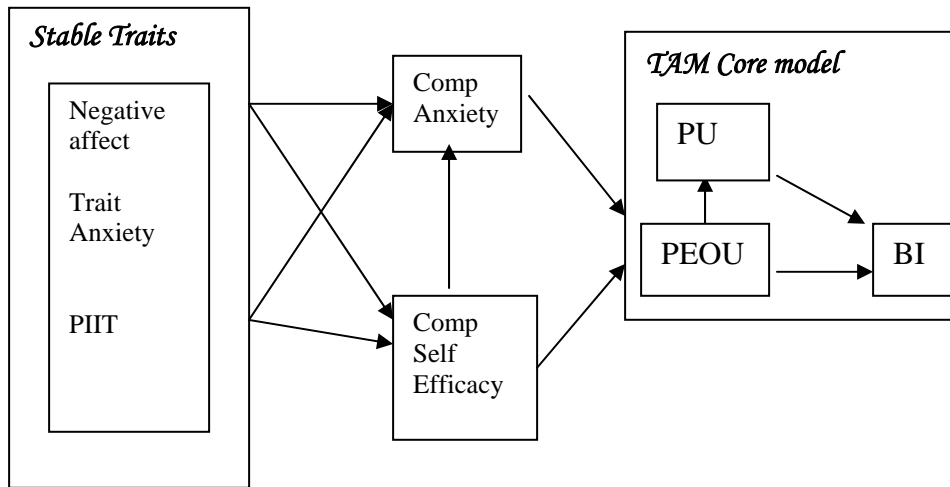 Stable Traits
Negative
affect
Trait
Anxiety
PIIT
Comp
Anxiety
Comp
Self
Efficacy
TAM Core model
PU
PEOU
BI